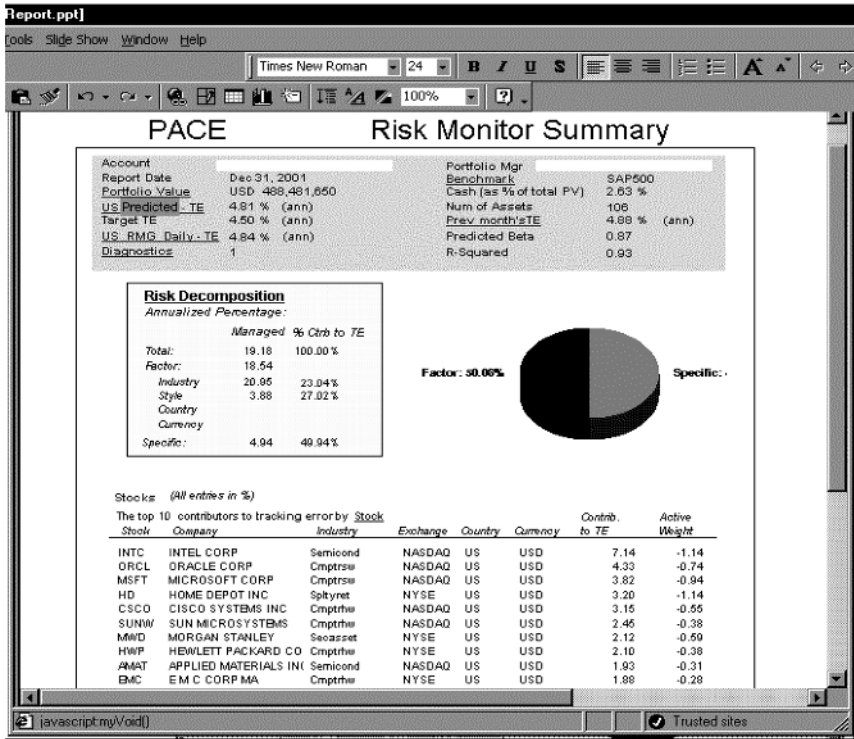 Report.ppt]
Tools Slide Show Window Help
Times New Roman 24 B I U S A A
100%
PACE Risk Monitor Summary
Account Portfolio Mgr
Report Date Dec 31, 2001 Benchmark SAP500
Portfolio Value USD 488,481,650 Cash (as % of total PV) 2.63 %
US Predicted - TE 4.81 % (ann) Num of Assets 106
Target TE 4.50 % (ann) Prev month'sTE 4.88 % (ann)
US RMG Daily - TE 4.84 % (ann) Predicted Beta 0.87
Diagnostics 1 R-Squared 0.93
Risk Decomposition
Annualized Percentage:
Managed % Ctrb to TE
Total: 19.18 100.00%
Factor: 18.54
Industry 20.95 23.04%
Style 3.88 27.02%
Country
Currency
Specific: 4.94 49.94%
Factor: 50.06% Specific: -
Stocks (All entries in %)
The top 10 contributors to tracking error by Stock
Contrib. Active
Stock Company Industry Exchange Country Currency to TE Weight
INTC INTEL CORP Semicond NASDAQ US USD 7.14 -1.14
ORCL ORACLE CORP Cmptrsw NASDAQ US USD 4.33 -0.74
MSFT MICROSOFT CORP Cmptrsw NASDAQ US USD 3.82 -0.94
HD HOME DEPOT INC Spltyret NYSE US USD 3.20 -1.14
CSCO CISCO SYSTEMS INC Cmptrhw NASDAQ US USD 3.15 -0.55
SUNW SUN MICROSYSTEMS Cmptrhw NASDAQ US USD 2.45 -0.38
MWD MORGAN STANLEY Secasset NYSE US USD 2.12 -0.59
HWP HEWLETT PACKARD CO Cmptrhw NYSE US USD 2.10 -0.38
AMAT APPLIED MATERIALS IN( Semicond NASDAQ US USD 1.93 -0.31
EMC E M C CORP MA Cmptrhw NYSE US USD 1.88 -0.28
javascript:myVoid() Trusted sites